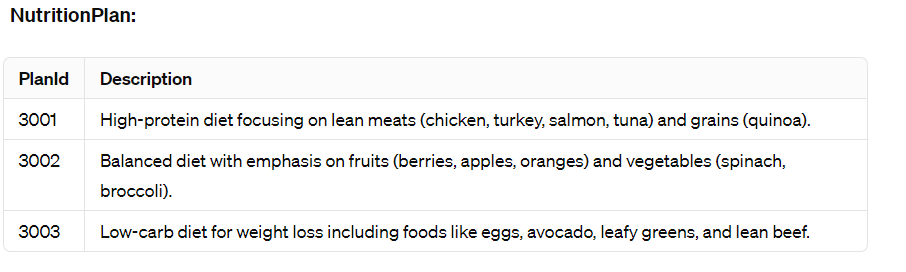 NutritionPlan:
PlanId Description
3001 High-protein diet focusing on lean meats (chicken, turkey, salmon, tuna) and grains (quinoa).
3002 Balanced diet with emphasis on fruits (berries, apples, oranges) and vegetables (spinach,
broccoli).
3003 Low-carb diet for weight loss including foods like eggs, avocado, leafy greens, and lean beef.